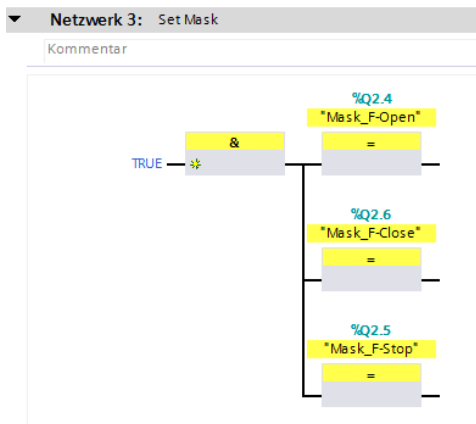 Netzwerk 3: Set Mask
Kommentar
%Q2.4
"Mask_F-Open"
&
=
TRUE
%Q2.6
"Mask_F-Close"
=
%Q2.5
"Mask_F-Stop"
=